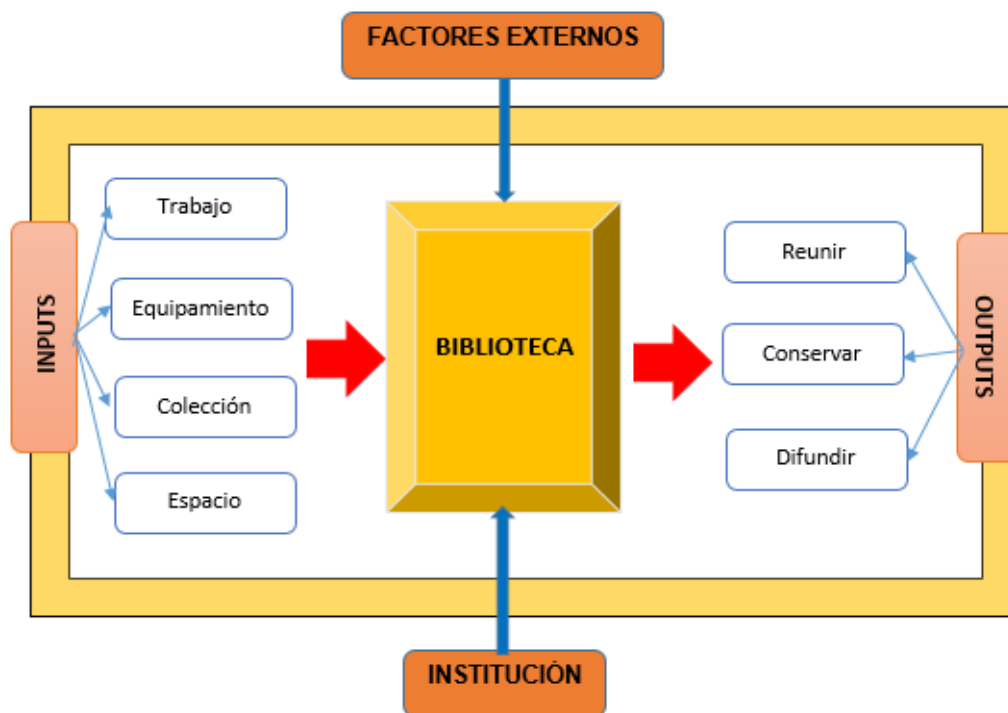 FACTORES EXTERNOS
INPUTS
Trabajo
Equipamiento
Colección
Espacio
BIBLIOTECA
Reunir
Conservar
Difundir
OUTPUTS
INSTITUCIÓN